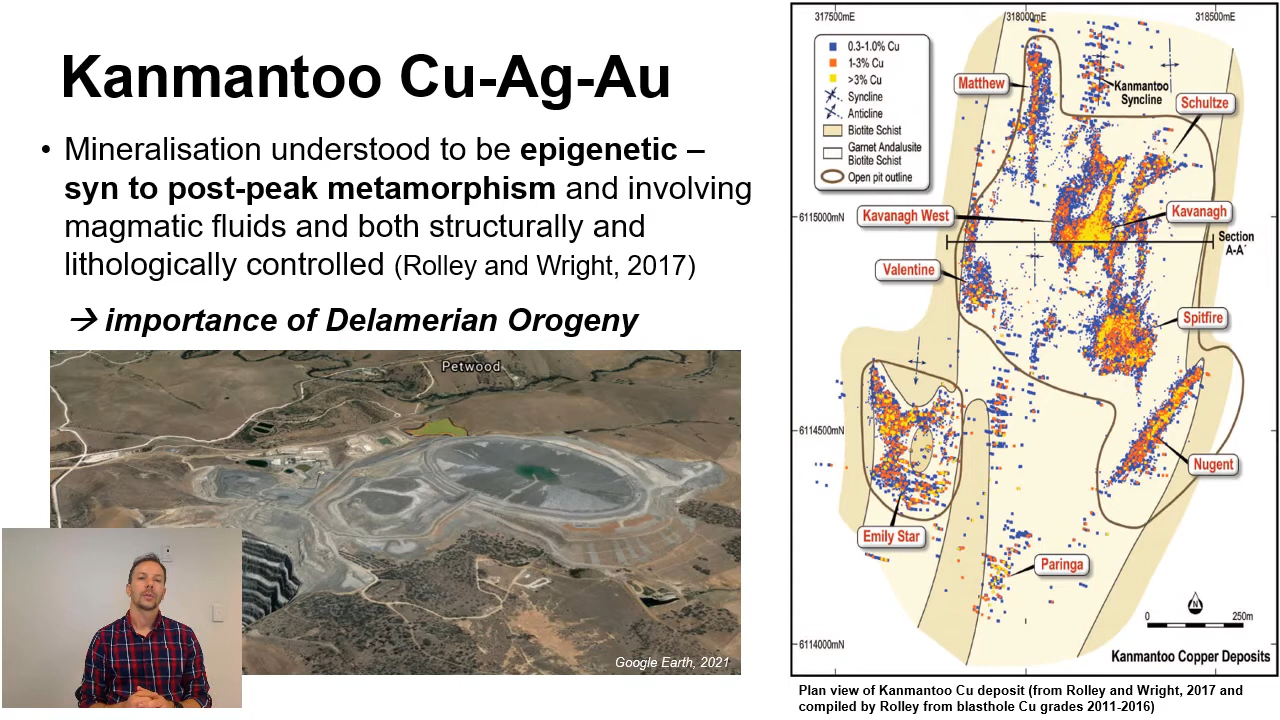 Kanmantoo Cu-Ag-Au
• Mineralisation understood to be epigenetic –
syn to post-peak metamorphism and involving
magmatic fluids and both structurally and
lithologically controlled (Rolley and Wright, 2017)
→ importance of Delamerian Orogeny
Petwood
Google Earth, 2021
317500mE
318000mE
318500mE
0.3-1.0% Cu
1-3% Cu
>3% Cu
Syncline
Anticline
Biotite Schist
Garnet Andalusite
Biotite Schist
Open pit outline
Matthew
Kanmantoo
Syncline
Schultze
6115000mN
Kavanagh West
Kavanagh
Section
A-A´
Valentine
Spitfire
6114500mN
Nugent
Emily Star
Paringa
N
0
250m
6114000mN
Kanmantoo Copper Deposits
Plan view of Kanmantoo Cu deposit (from Rolley and Wright, 2017 and
compiled by Rolley from blasthole Cu grades 2011-2016)